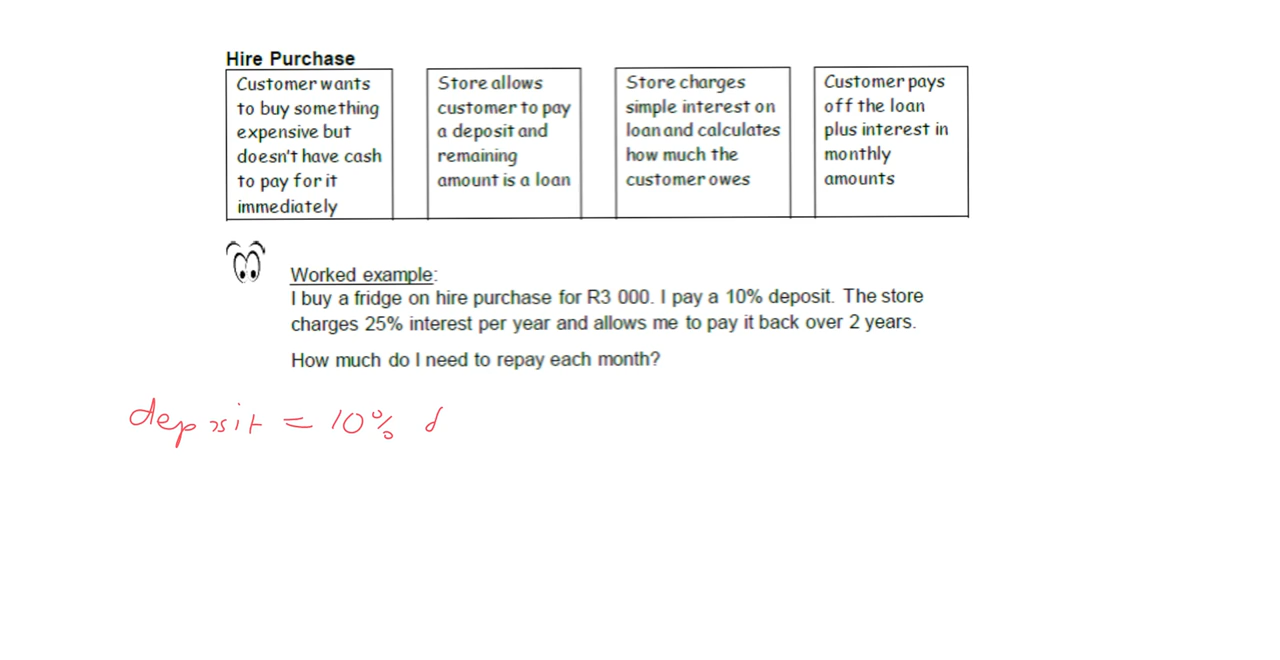 Hire Purchase
Customer wants
to buy something
expensive but
doesn't have cash
to pay for it
immediately
Store allows
customer to pay
a deposit and
remaining
amount is a loan
Store charges
simple interest on
loan and calculates
how much the
customer owes
Customer pays
off the loan
plus interest in
monthly
amounts
Worked example:
I buy a fridge on hire purchase for R3 000. I pay a 10% deposit. The store
charges 25% interest per year and allows me to pay it back over 2 years.
How much do I need to repay each month?
deposit = 10%